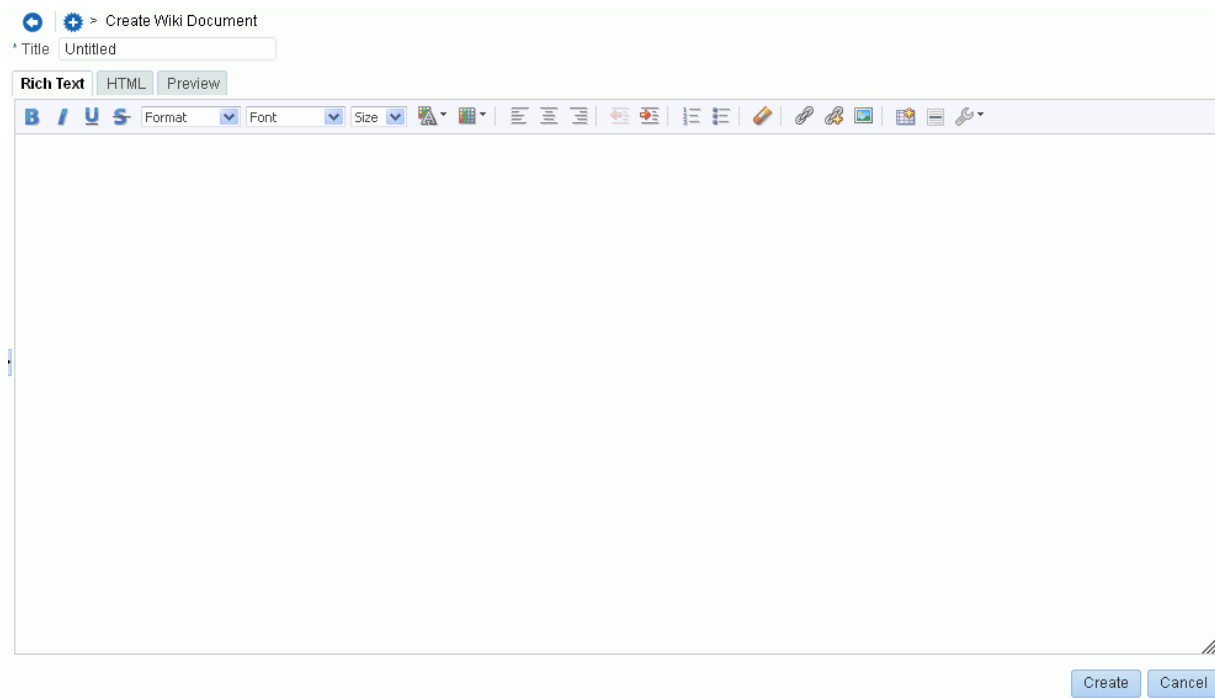 > Create Wiki Document
* Title Untitled
Rich Text HTML Preview
B I U S Format Font Size
Create Cancel